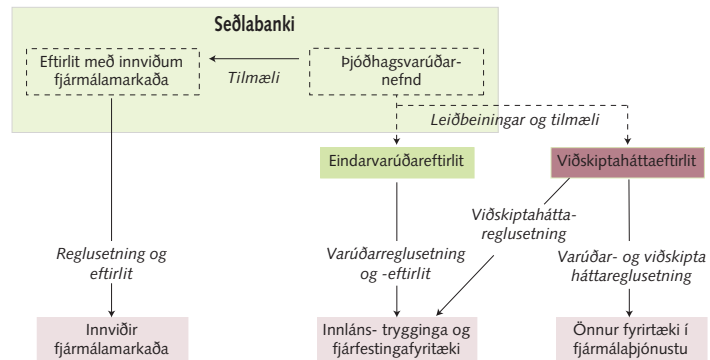 Seðlabanki
Eftirlit með innviðum
fjármálamarkaða
Tilmæli
Þjóðhagsvarúðar-
nefnd
Leiðbeiningar og tilmæli
Eindarvarúðareftirlit
Viðskiptaháttaeftirlit
Viðskiptahátta-
reglusetning
Reglusetning og
eftirlit
Varúðarreglusetning
og -eftirlit
Varúðar- og viðskipta
háttareglusetning
Innviðir
fjármálamarkaða
Innláns- trygginga og
fjárfestingafyritæki
Önnur fyrirtæki í
fjármálaþjónustu